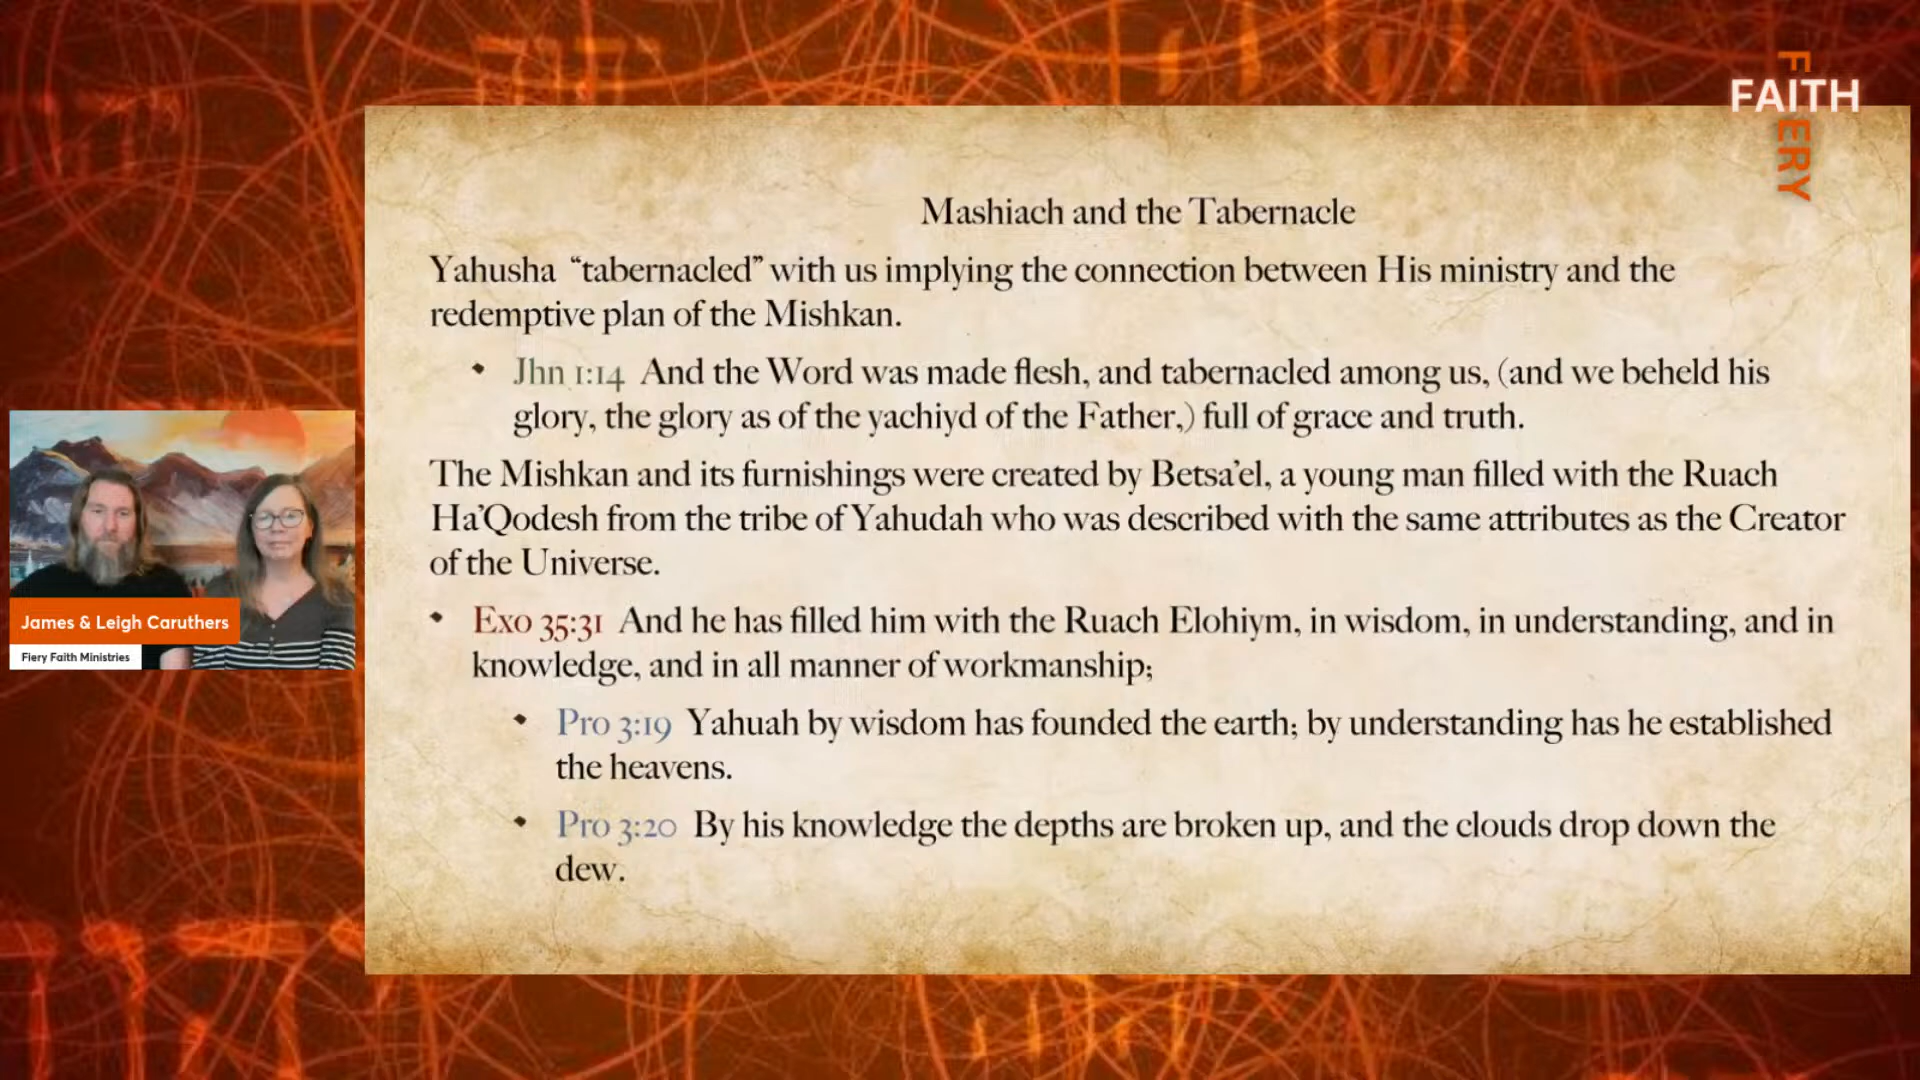 FAITH
FIERY
Mashiach and the Tabernacle
Yahusha “tabernacled” with us implying the connection between His ministry and the
redemptive plan of the Mishkan.
• Jhn 1:14 And the Word was made flesh, and tabernacled among us, (and we beheld his
glory, the glory as of the yachiyd of the Father,) full of grace and truth.
The Mishkan and its furnishings were created by Betsa’el, a young man filled with the Ruach
Ha’Qodesh from the tribe of Yahudah who was described with the same attributes as the Creator
of the Universe.
• Exo 35:31 And he has filled him with the Ruach Elohiym, in wisdom, in understanding, and in
knowledge, and in all manner of workmanship;
• Pro 3:19 Yahuah by wisdom has founded the earth; by understanding has he established
the heavens.
• Pro 3:20 By his knowledge the depths are broken up, and the clouds drop down the
dew.
James & Leigh Caruthers
Fiery Faith Ministries